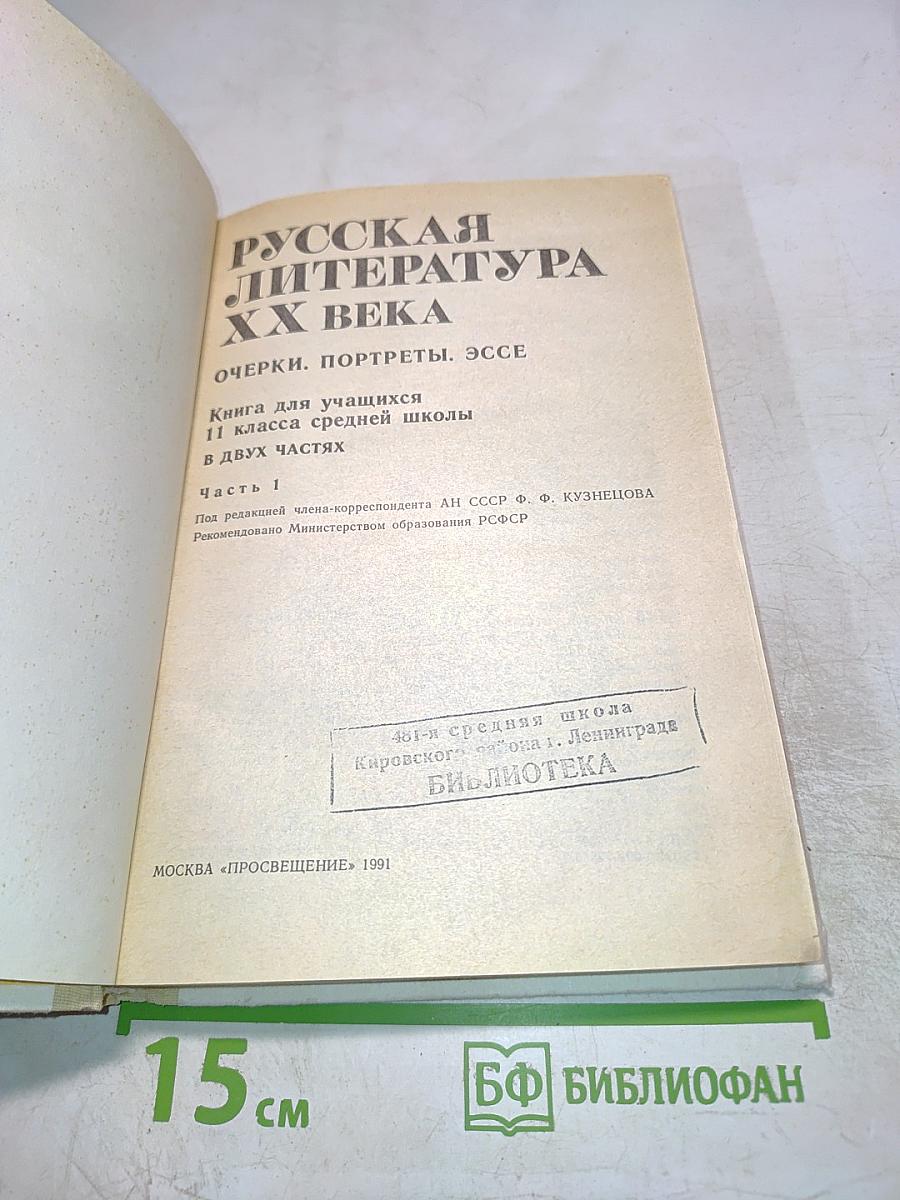 РУССКАЯ
ЛИТЕРАТУРА
XX ВЕКА
ОЧЕРКИ. ПОРТРЕТЫ. ЭССЕ
Книга для учащихся
11 класса средней школы
В ДВУХ ЧАСТЯХ
Часть 1
Под редакцией члена-корреспондента АН СССР Ф. Ф. КУЗНЕЦОВА
Рекомендовано Министерством образования РСФСР
481-я средняя школа
Кировского района г. Ленинграда
БИБЛИОТЕКА
МОСКВА «ПРОСВЕЩЕНИЕ» 1991
15 см
БФ БИБЛИОФАН